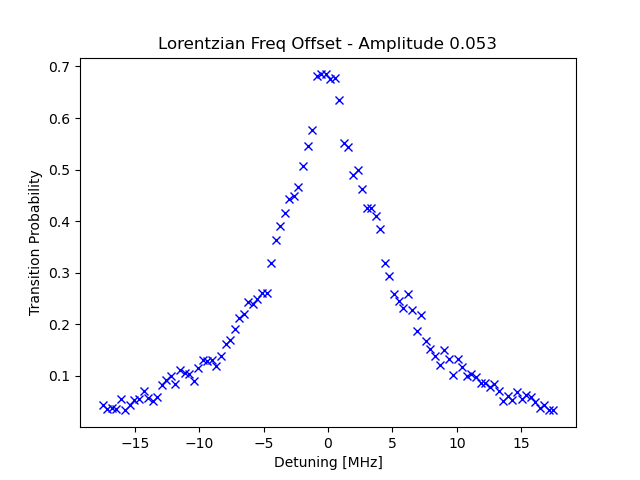 Lorentzian Freq Offset - Amplitude 0.053
0.7
0.6
0.5
0.4
0.3
0.2
0.1
Transition Probability
−15 −10 −5 0 5 10 15
Detuning [MHz]